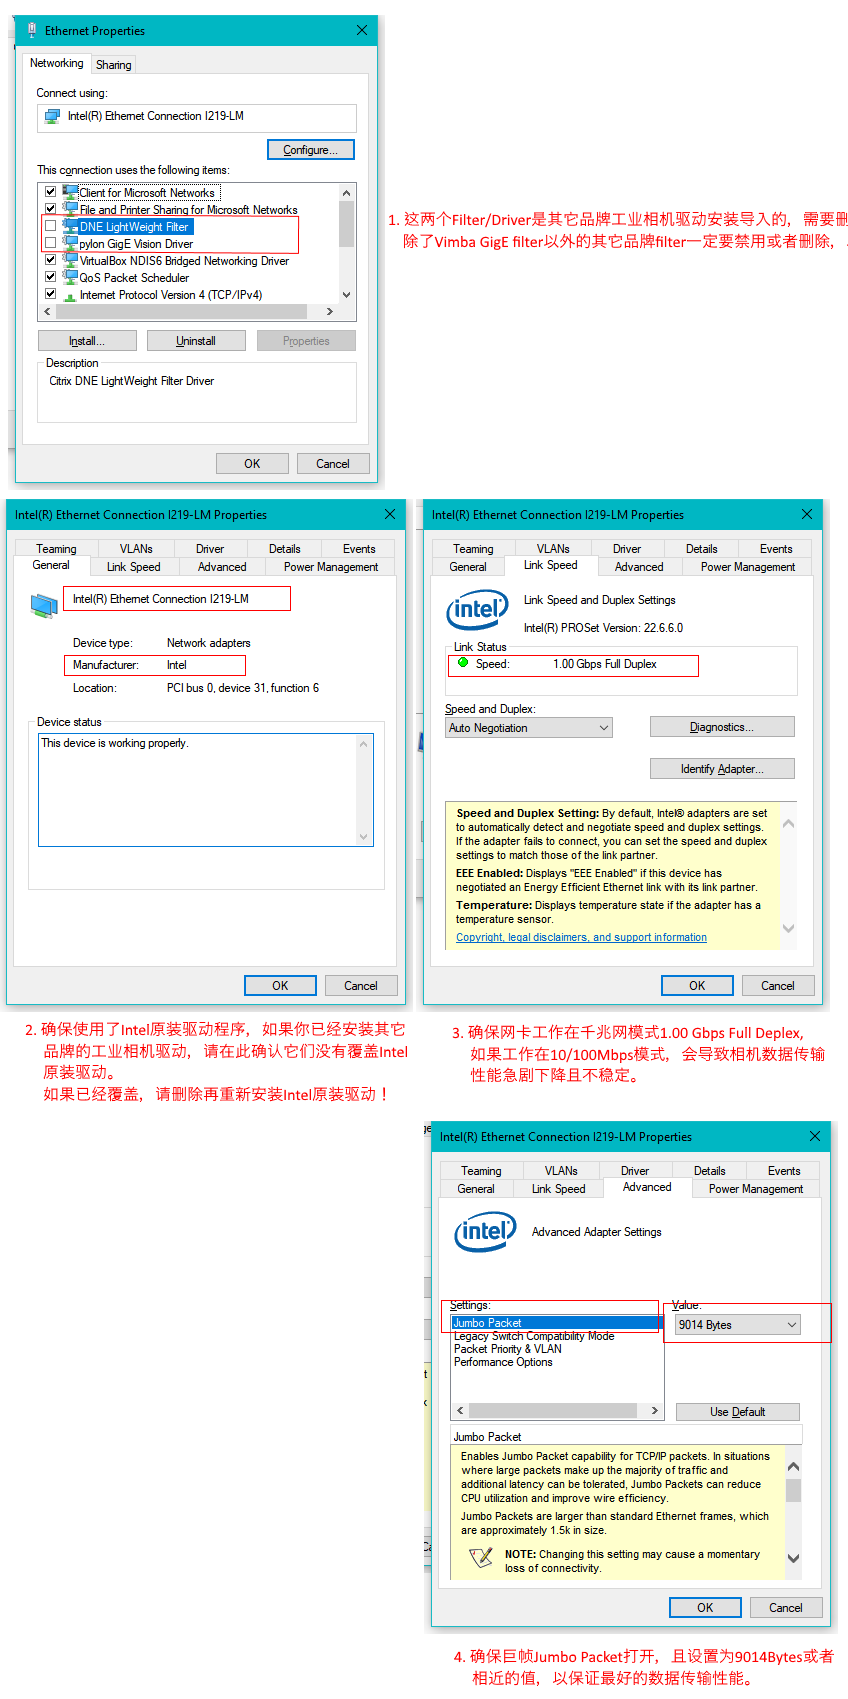 Ethernet Properties
Networking
Sharing
Connect using:
Intel(R) Ethernet Connection I219-LM
Configure...
This connection uses the following items:
Client for Microsoft Networks
File and Printer Sharing for Microsoft Networks
DNE LightWeight Filter
pylon GigE Vision Driver
VirtualBox NDIS6 Bridged Networking Driver
QoS Packet Scheduler
Internet Protocol Version 4 (TCP/IPv4)
Install...
Uninstall
Properties
Description
Citrix DNE LightWeight Filter Driver
OK
Cancel
1. 这两个Filter/Driver是其它品牌工业相机驱动安装导入的, 需要删
除了Vimba GigE filter以外的其它品牌filter一定要禁用或者删除,
Intel(R) Ethernet Connection I219-LM Properties
Teaming
VLANs
Driver
Details
Events
General
Link Speed
Advanced
Power Management
Intel(R) Ethernet Connection I219-LM
Device type: Network adapters
Manufacturer: Intel
Location: PCI bus 0, device 31, function 6
Device status
This device is working properly.
OK
Cancel
2. 确保使用了Intel原装驱动程序, 如果你已经安装其它
品牌的工业相机驱动, 请在此确认它们没有覆盖Intel
原装驱动。
如果已经覆盖, 请删除再重新安装Intel原装驱动！
Intel(R) Ethernet Connection I219-LM Properties
Teaming
VLANs
Driver
Details
Events
General
Link Speed
Advanced
Power Management
intel
Link Speed and Duplex Settings
Intel(R) PROSet Version: 22.6.6.0
Link Status
Speed: 1.00 Gbps Full Duplex
Speed and Duplex:
Auto Negotiation
Diagnostics...
Identify Adapter...
Speed and Duplex Setting: By default, Intel® adapters are set
to automatically detect and negotiate speed and duplex settings.
If the adapter fails to connect, you can set the speed and duplex
settings to match those of the link partner.
EEE Enabled: Displays "EEE Enabled" if this device has
negotiated an Energy Efficient Ethernet link with its link partner.
Temperature: Displays temperature state if the adapter has a
temperature sensor.
Copyright, legal disclaimers, and support information
OK
Cancel
3. 确保网卡工作在千兆网模式1.00 Gbps Full Deplex,
如果工作在10/100Mbps模式, 会导致相机数据传输
性能急剧下降且不稳定。
Intel(R) Ethernet Connection I219-LM Properties
Teaming
VLANs
Driver
Details
Events
General
Link Speed
Advanced
Power Management
intel
Advanced Adapter Settings
Settings:
Value:
Jumbo Packet
9014 Bytes
Legacy Switch Compatibility Mode
Packet Priority & VLAN
Performance Options
Use Default
Jumbo Packet
Enables Jumbo Packet capability for TCP/IP packets. In situations
where large packets make up the majority of traffic and
additional latency can be tolerated, Jumbo Packets can reduce
CPU utilization and improve wire efficiency.
Jumbo Packets are larger than standard Ethernet frames, which
are approximately 1.5k in size.
NOTE: Changing this setting may cause a momentary
loss of connectivity.
OK
Cancel
4. 确保巨帧Jumbo Packet打开, 且设置为9014Bytes或者
相近的值, 以保证最好的数据传输性能。